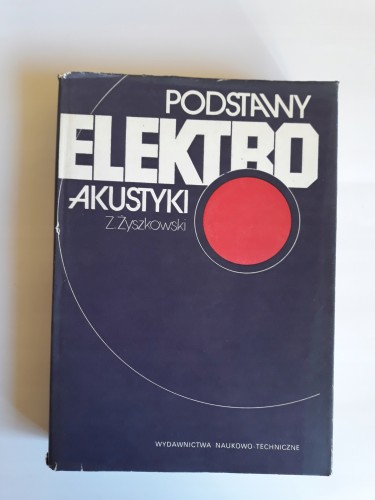 PODSTAWY
ELEKTRO
AKUSTYKI
Z. Żyszkowski
WYDAWNICTWA NAUKOWO-TECHNICZNE